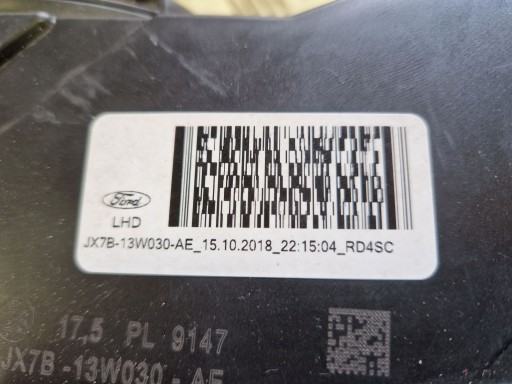 Ford
LHD
JX7B-13W030-AE_15.10.2018_22:15:04_RD4SC
17,5 PL 9147
JX7B -13W030 - AE